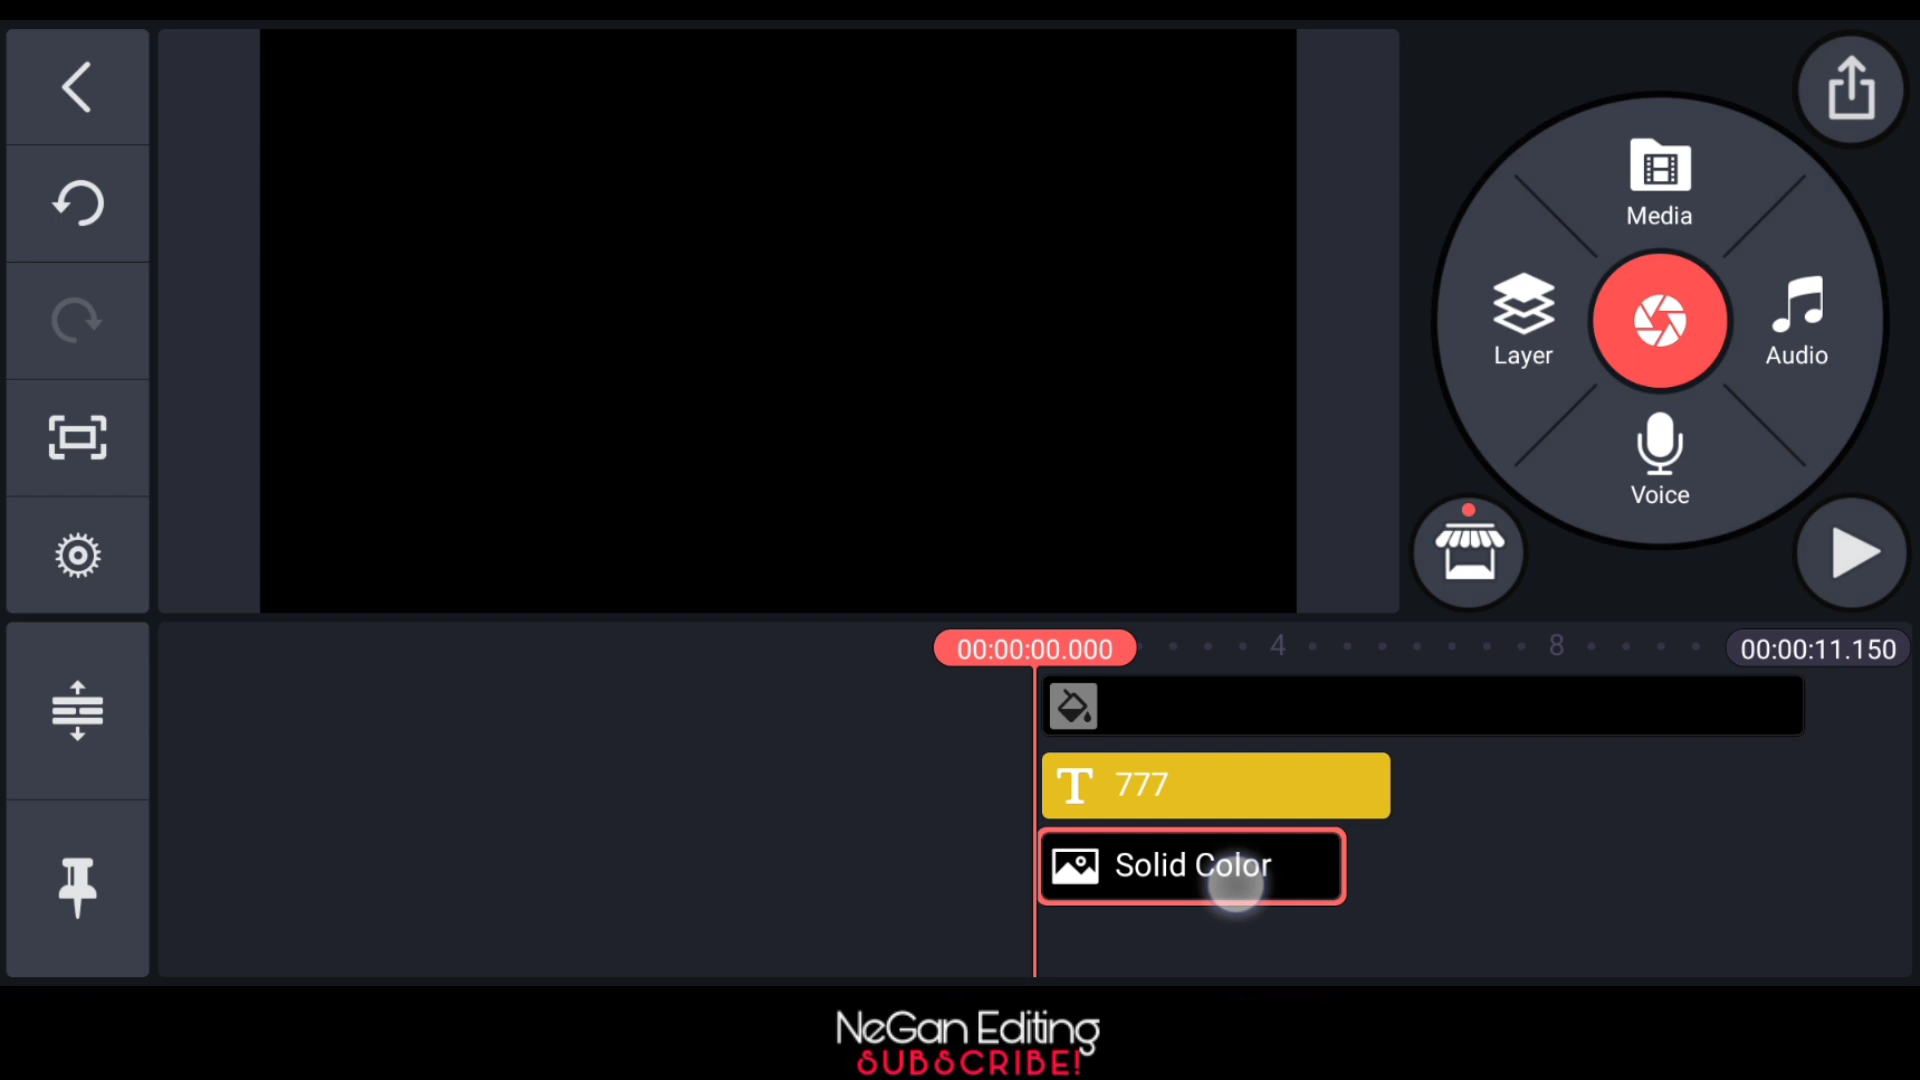 Media
Layer
Audio
Voice
00:00:00.000
4
8
00:00:11.150
777
Solid Color
NeGan Editing
SUBSCRIBE!